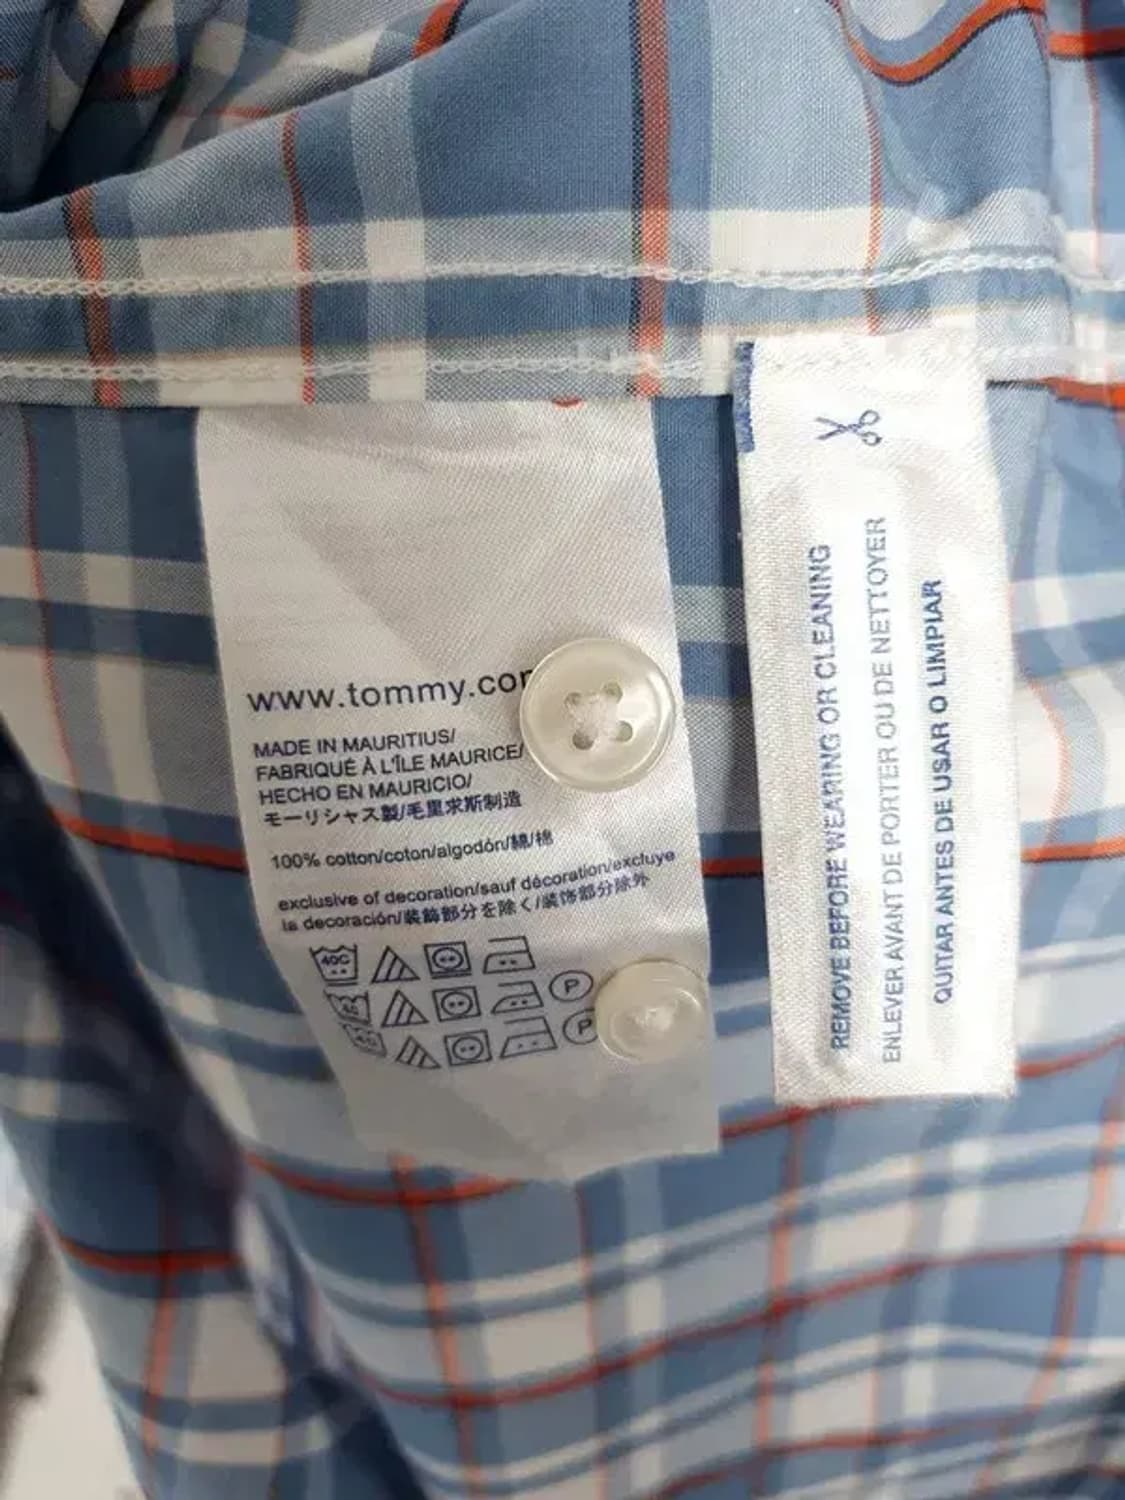 www.tommy.com
MADE IN MAURITIUS/
FABRIQUÉ À L'ÎLE MAURICE/
HECHO EN MAURICIO/
モーリシャス製/毛里求斯制造
100% cotton/coton/algodón/綿/棉
exclusive of decoration/sauf décoration/excluye
la decoración/装飾部分を除く/装饰部分除外
40C
P
P
REMOVE BEFORE WEARING OR CLEANING
ENLEVER AVANT DE PORTER OU DE NETTOYER
QUITAR ANTES DE USAR O LIMPIAR